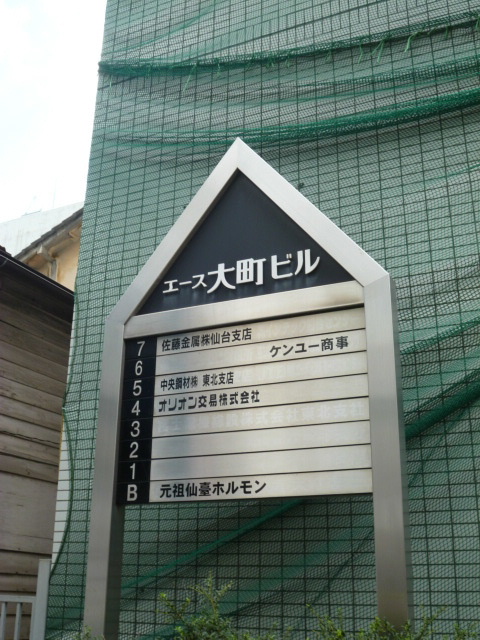 エース大町ビル
7 佐藤金属株仙台支店
ケンユー商事
6
5 中央鋼材㈱ 東北支店
4 オリオン交易株式会社
3
2
1
B 元祖仙臺ホルモン